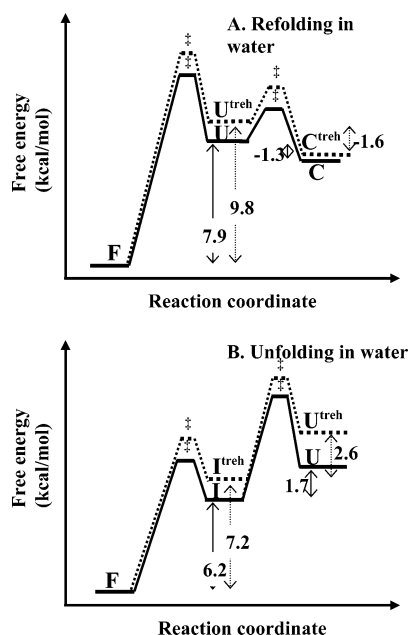 A. Refolding in
water
Free energy
(kcal/mol)
‡
‡
‡
‡
U^treh
U
C^treh
C
-1.6
-1.3
9.8
7.9
F
Reaction coordinate
B. Unfolding in water
Free energy
(kcal/mol)
‡
‡
‡
‡
U^treh
U
I^treh
I
2.6
1.7
7.2
6.2
F
Reaction coordinate